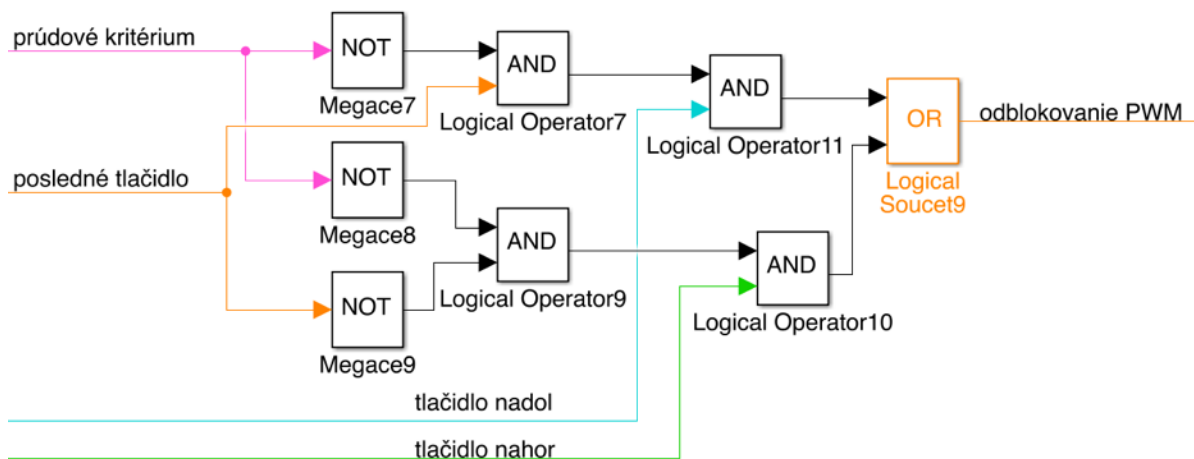 prúdové kritérium
NOT
Megace7
AND
Logical Operator7
AND
Logical Operator11
OR
Logical
Soucet9
odblokovanie PWM
posledné tlačidlo
NOT
Megace8
AND
Logical Operator9
NOT
Megace9
AND
Logical Operator10
tlačidlo nadol
tlačidlo nahor